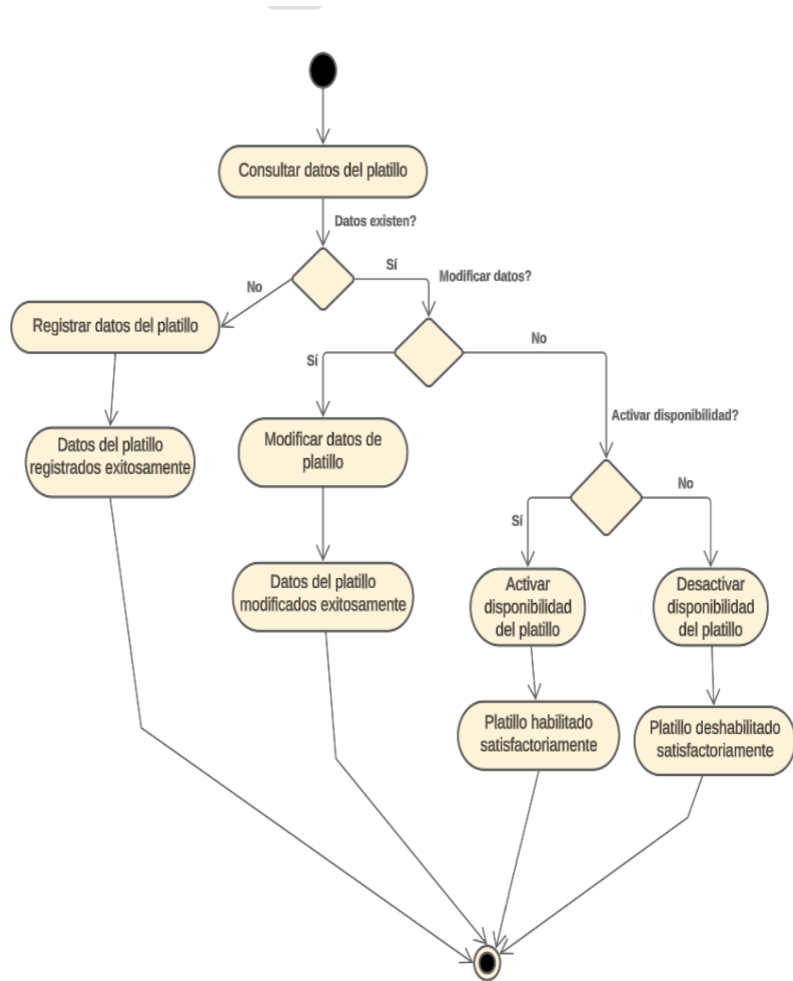 Consultar datos del platillo
Datos existen?
No
Sí
Modificar datos?
Registrar datos del platillo
Sí
No
Datos del platillo
registrados exitosamente
Modificar datos de
platillo
Activar disponibilidad?
Sí
No
Datos del platillo
modificados exitosamente
Activar
disponibilidad
del platillo
Desactivar
disponibilidad
del platillo
Platillo habilitado
satisfactoriamente
Platillo deshabilitado
satisfactoriamente